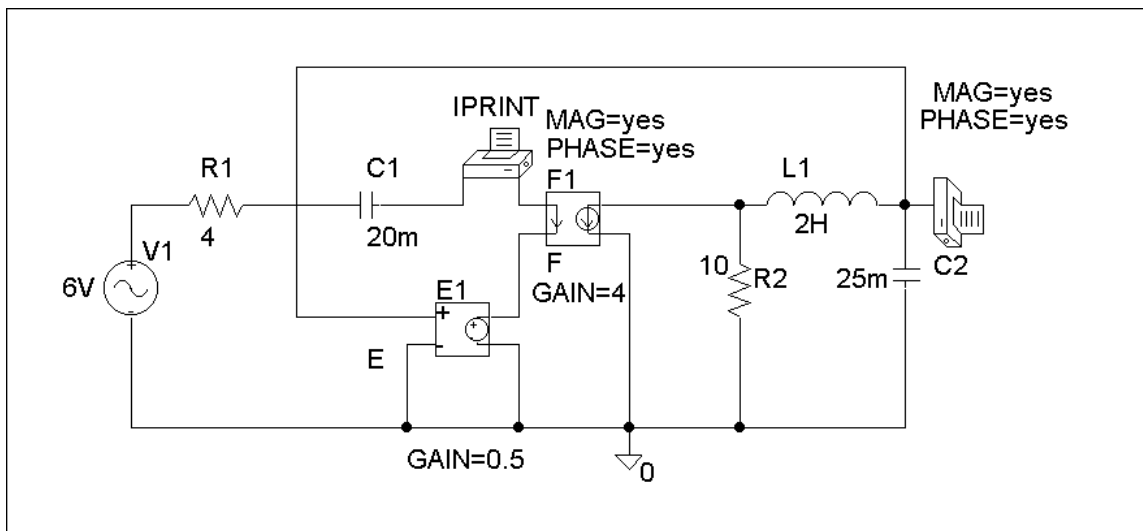 MAG=yes
PHASE=yes
IPRINT
MAG=yes
PHASE=yes
R1
C1
F1
L1
4
20m
2H
V1
6V
F
GAIN=4
10
R2
25m
C2
E1
+
-
E
GAIN=0.5
0